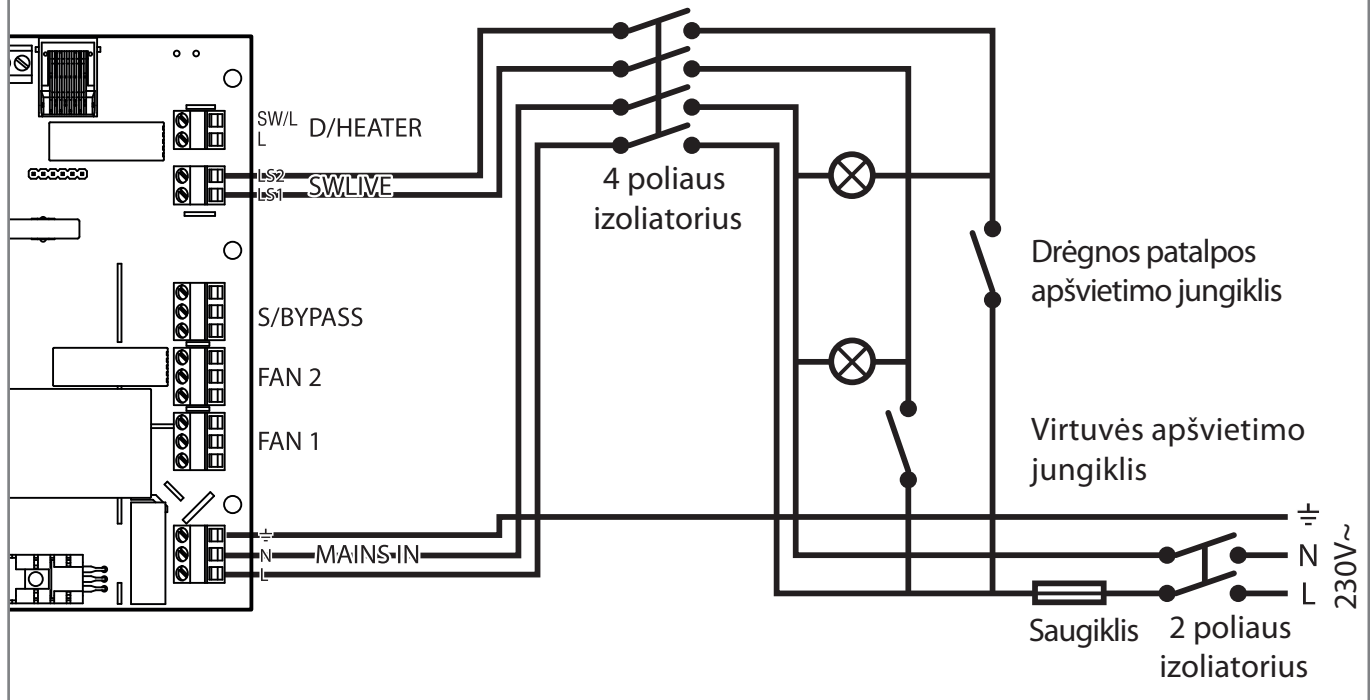 SW/L
L
D/HEATER
LS2
LS1
SWLIVE
4 poliaus
izoliatorius
Drėgnos patalpos
apšvietimo jungiklis
S/BYPASS
FAN 2
FAN 1
Virtuvės apšvietimo
jungiklis
N
L
MAINS IN
N
L
230V~
Saugiklis
2 poliaus
izoliatorius